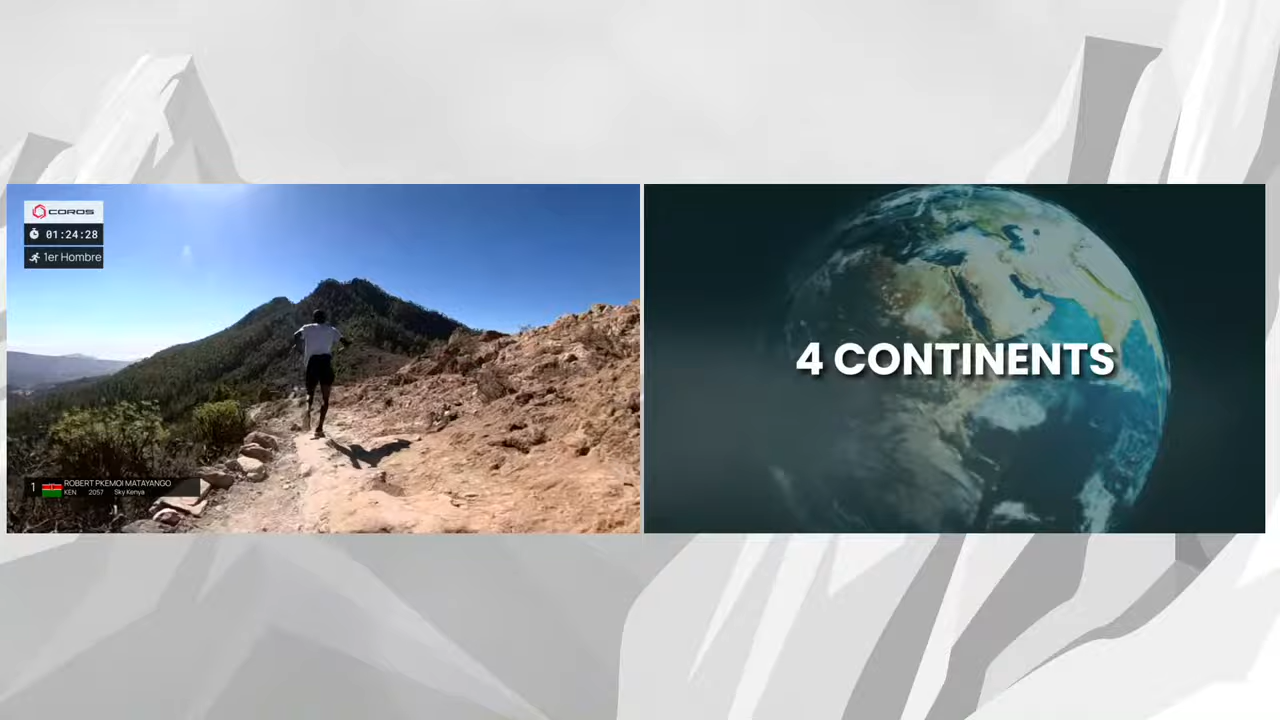 COROS
01:24:28
1er Hombre
1 ROBERT PKEMOI MATAYANGO
KEN 2057 Sky Kenya
4 CONTINENTS